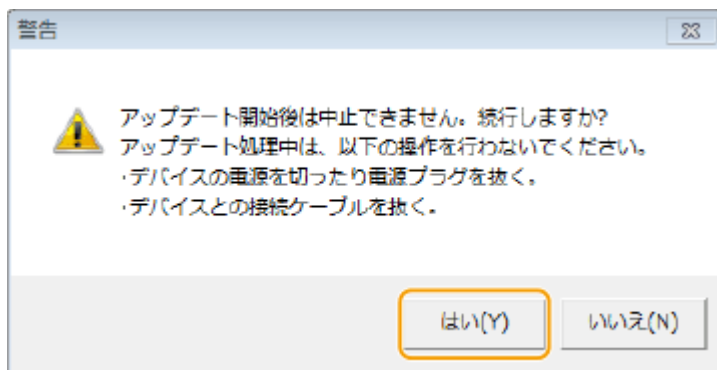 警告
アップデート開始後は中止できません。続行しますか?
アップデート処理中は、以下の操作を行わないでください。
・デバイスの電源を切ったり電源プラグを抜く。
・デバイスとの接続ケーブルを抜く。
はい(Y)
いいえ(N)